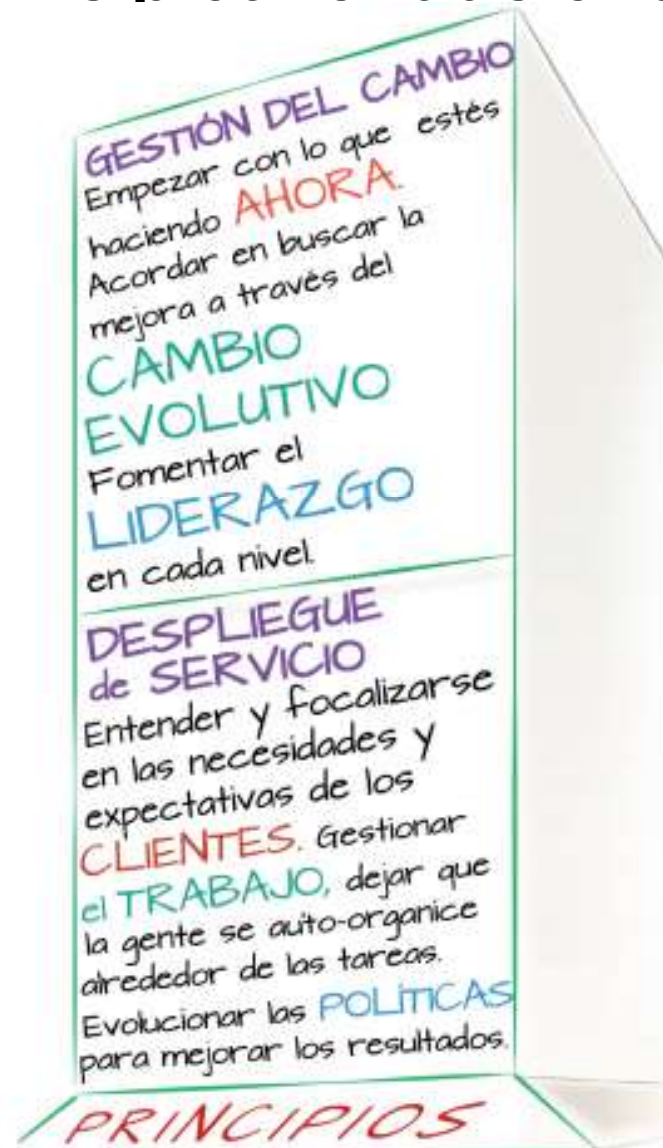 GESTIÓN DEL CAMBIO
Empezar con lo que estés
haciendo AHORA.
Acordar en buscar la
mejora a través del
CAMBIO
EVOLUTIVO
Fomentar el
LIDERAZGO
en cada nivel.
DESPLIEGUE
de SERVICIO
Entender y focalizarse
en las necesidades y
expectativas de los
CLIENTES. Gestionar
el TRABAJO, dejar que
la gente se auto-organice
alrededor de las tareas.
Evolucionar las POLÍTICAS
para mejorar los resultados.
PRINCIPIOS